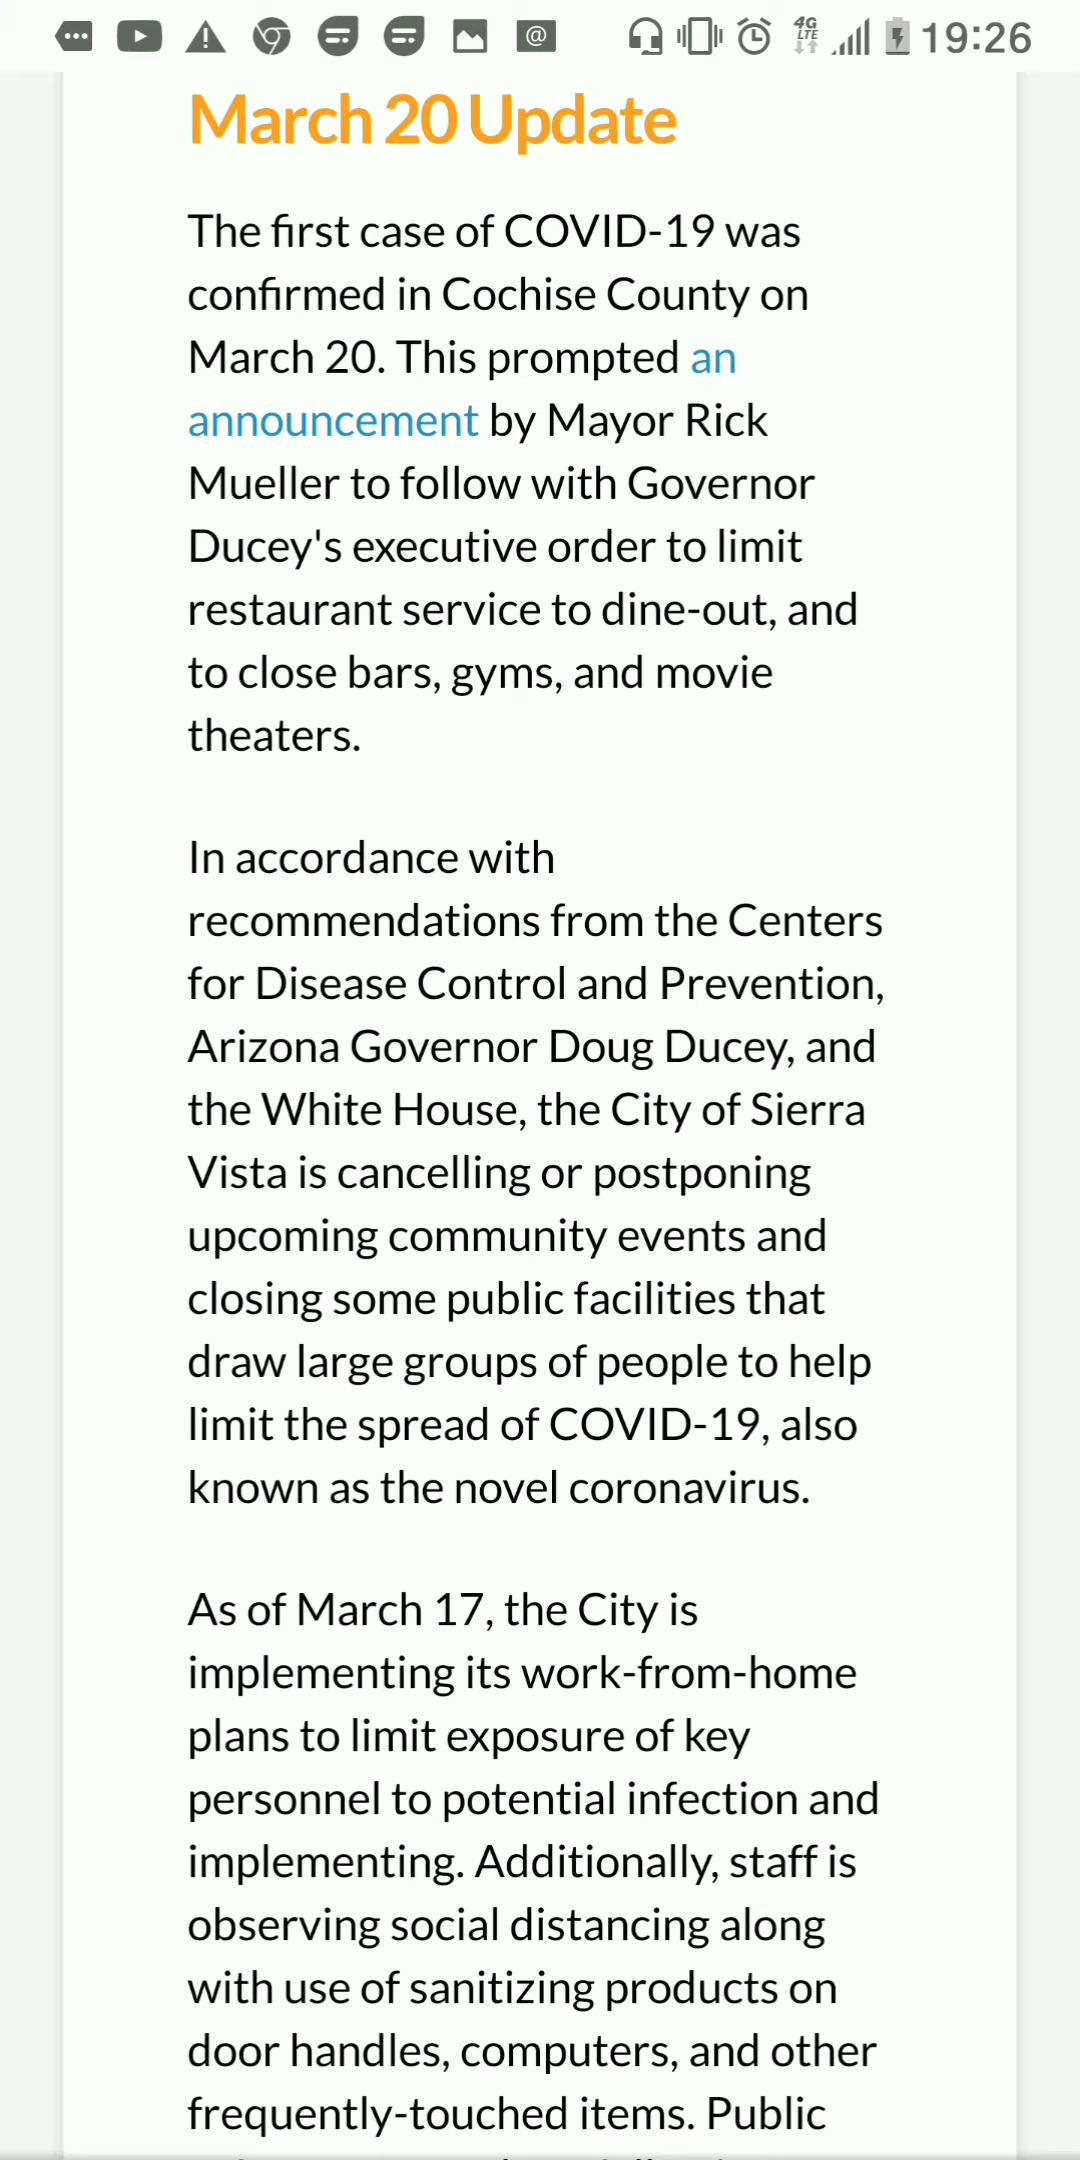 4G
LTE
19:26
March 20 Update
The first case of COVID-19 was
confirmed in Cochise County on
March 20. This prompted an
announcement by Mayor Rick
Mueller to follow with Governor
Ducey's executive order to limit
restaurant service to dine-out, and
to close bars, gyms, and movie
theaters.
In accordance with
recommendations from the Centers
for Disease Control and Prevention,
Arizona Governor Doug Ducey, and
the White House, the City of Sierra
Vista is cancelling or postponing
upcoming community events and
closing some public facilities that
draw large groups of people to help
limit the spread of COVID-19, also
known as the novel coronavirus.
As of March 17, the City is
implementing its work-from-home
plans to limit exposure of key
personnel to potential infection and
implementing. Additionally, staff is
observing social distancing along
with use of sanitizing products on
door handles, computers, and other
frequently-touched items. Public